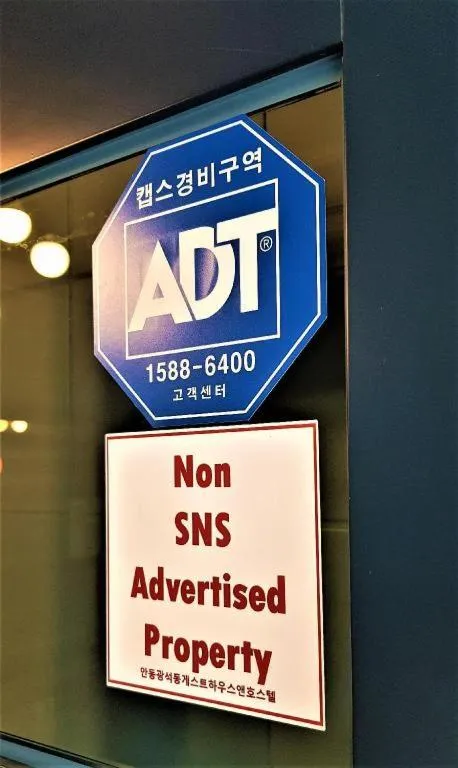 캡스경비구역
ADT®
1588-6400
고객센터
Non
SNS
Advertised
Property
안동광석동게스트하우스앤호스텔